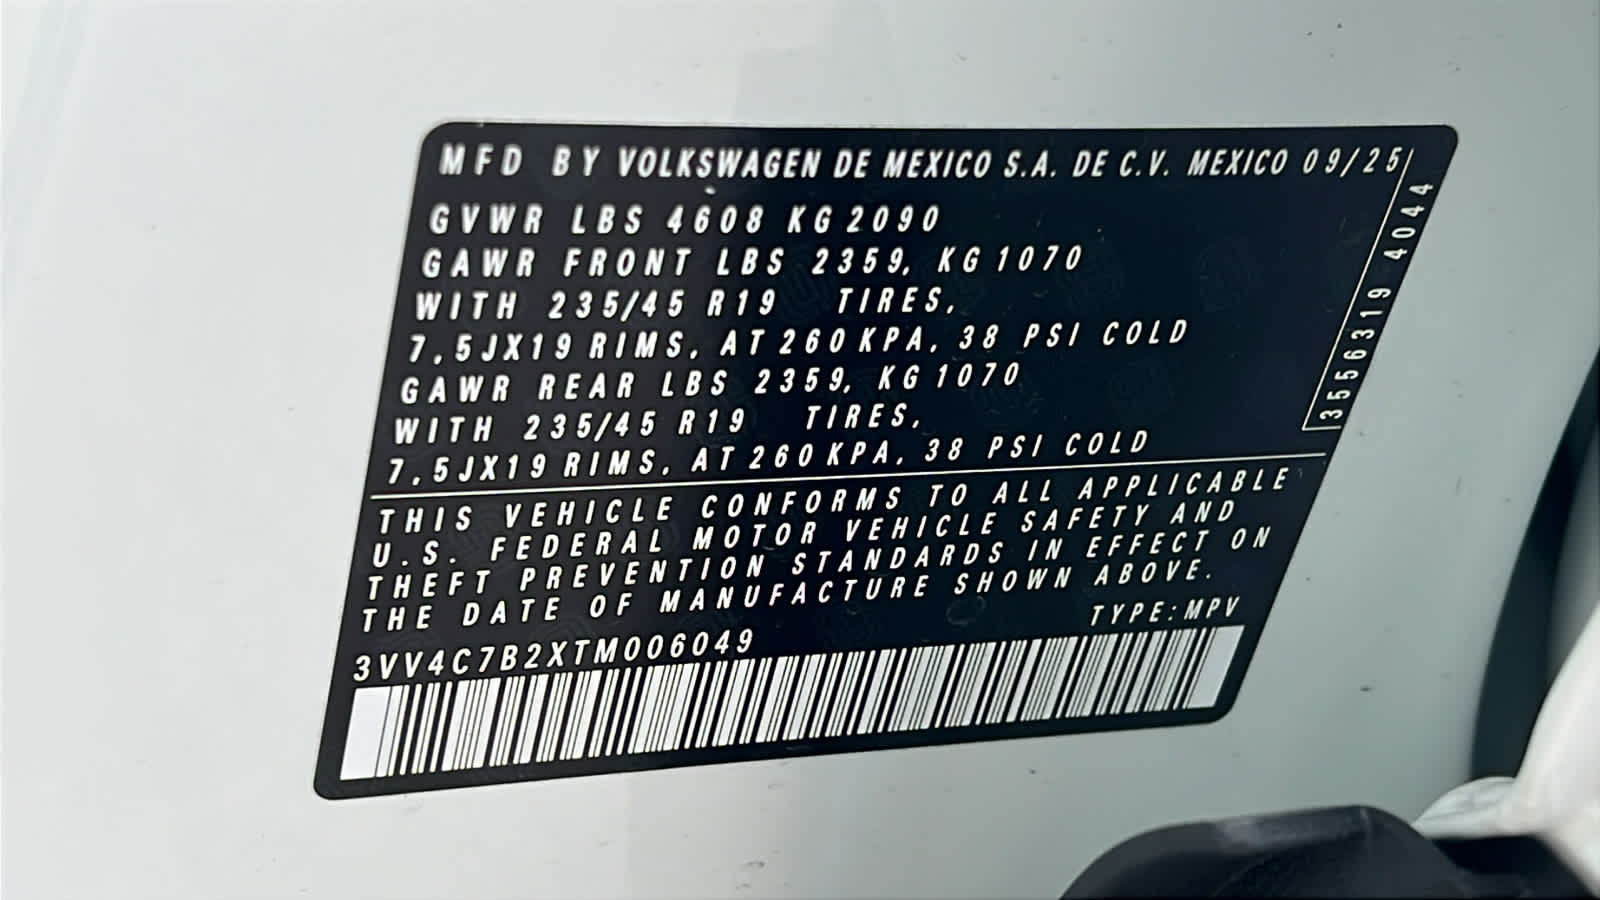 MFD BY VOLKSWAGEN DE MEXICO S.A. DE C.V. MEXICO 09/25
GVWR LBS 4608 KG 2090
GAWR FRONT LBS 2359, KG 1070
WITH 235/45 R19 TIRES,
7,5JX19 RIMS, AT 260 KPA, 38 PSI COLD
GAWR REAR LBS 2359, KG 1070
WITH 235/45 R19 TIRES,
7,5JX19 RIMS, AT 260 KPA, 38 PSI COLD
3556319 4044
THIS VEHICLE CONFORMS TO ALL APPLICABLE
U.S. FEDERAL MOTOR VEHICLE SAFETY AND
THEFT PREVENTION STANDARDS IN EFFECT ON
THE DATE OF MANUFACTURE SHOWN ABOVE.
TYPE:MPV
3VV4C7B2XTM006049